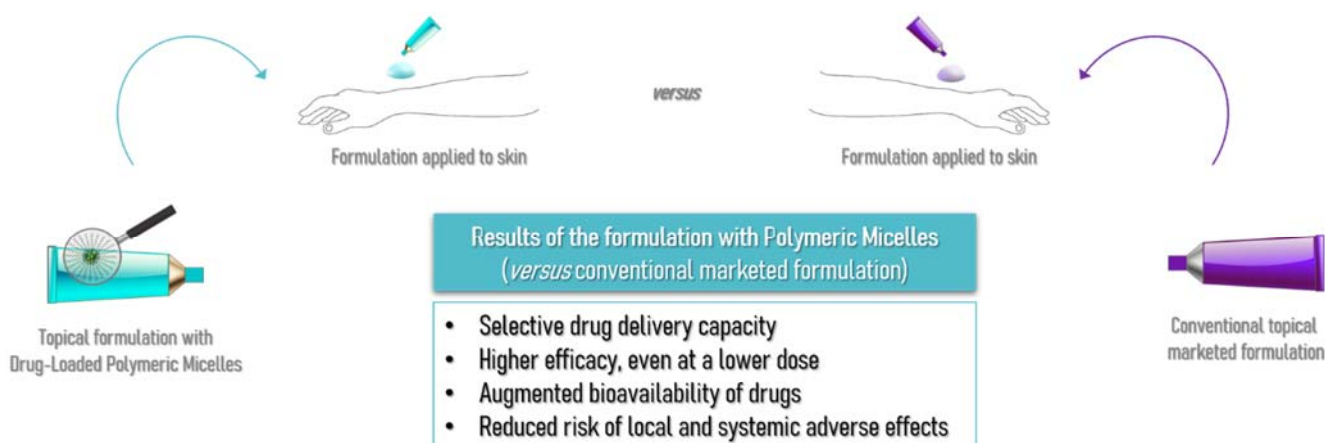 versus
Formulation applied to skin
Formulation applied to skin
Results of the formulation with Polymeric Micelles
(versus conventional marketed formulation)
Topical formulation with
Drug-Loaded Polymeric Micelles
• Selective drug delivery capacity
• Higher efficacy, even at a lower dose
• Augmented bioavailability of drugs
• Reduced risk of local and systemic adverse effects
Conventional topical
marketed formulation